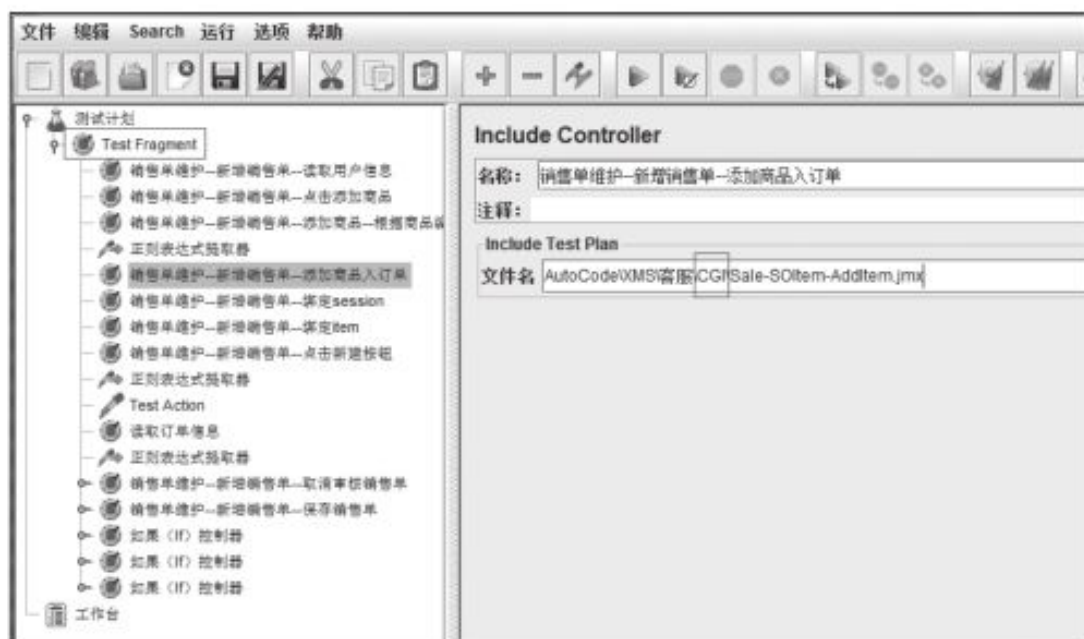 文件 编辑 Search 运行 选项 帮助
测试计划
Test Fragment
销售单维护--新增销售单--读取用户信息
销售单维护--新增销售单--点击添加商品
销售单维护--新增销售单--添加商品--根据商品编
正则表达式提取器
销售单维护--新增销售单--添加商品入订单
销售单维护--新增销售单--绑定session
销售单维护--新增销售单--绑定item
销售单维护--新增销售单--点击新建按钮
正则表达式提取器
Test Action
读取订单信息
正则表达式提取器
销售单维护--新增销售单--取消审核销售单
销售单维护--新增销售单--保存销售单
如果（If）控制器
如果（If）控制器
如果（If）控制器
工作台
Include Controller
名称： 销售单维护--新增销售单--添加商品入订单
注释：
Include Test Plan
文件名 AutoCode\XMS\客服\CGI\Sale-SOItem-AddItem.jmx